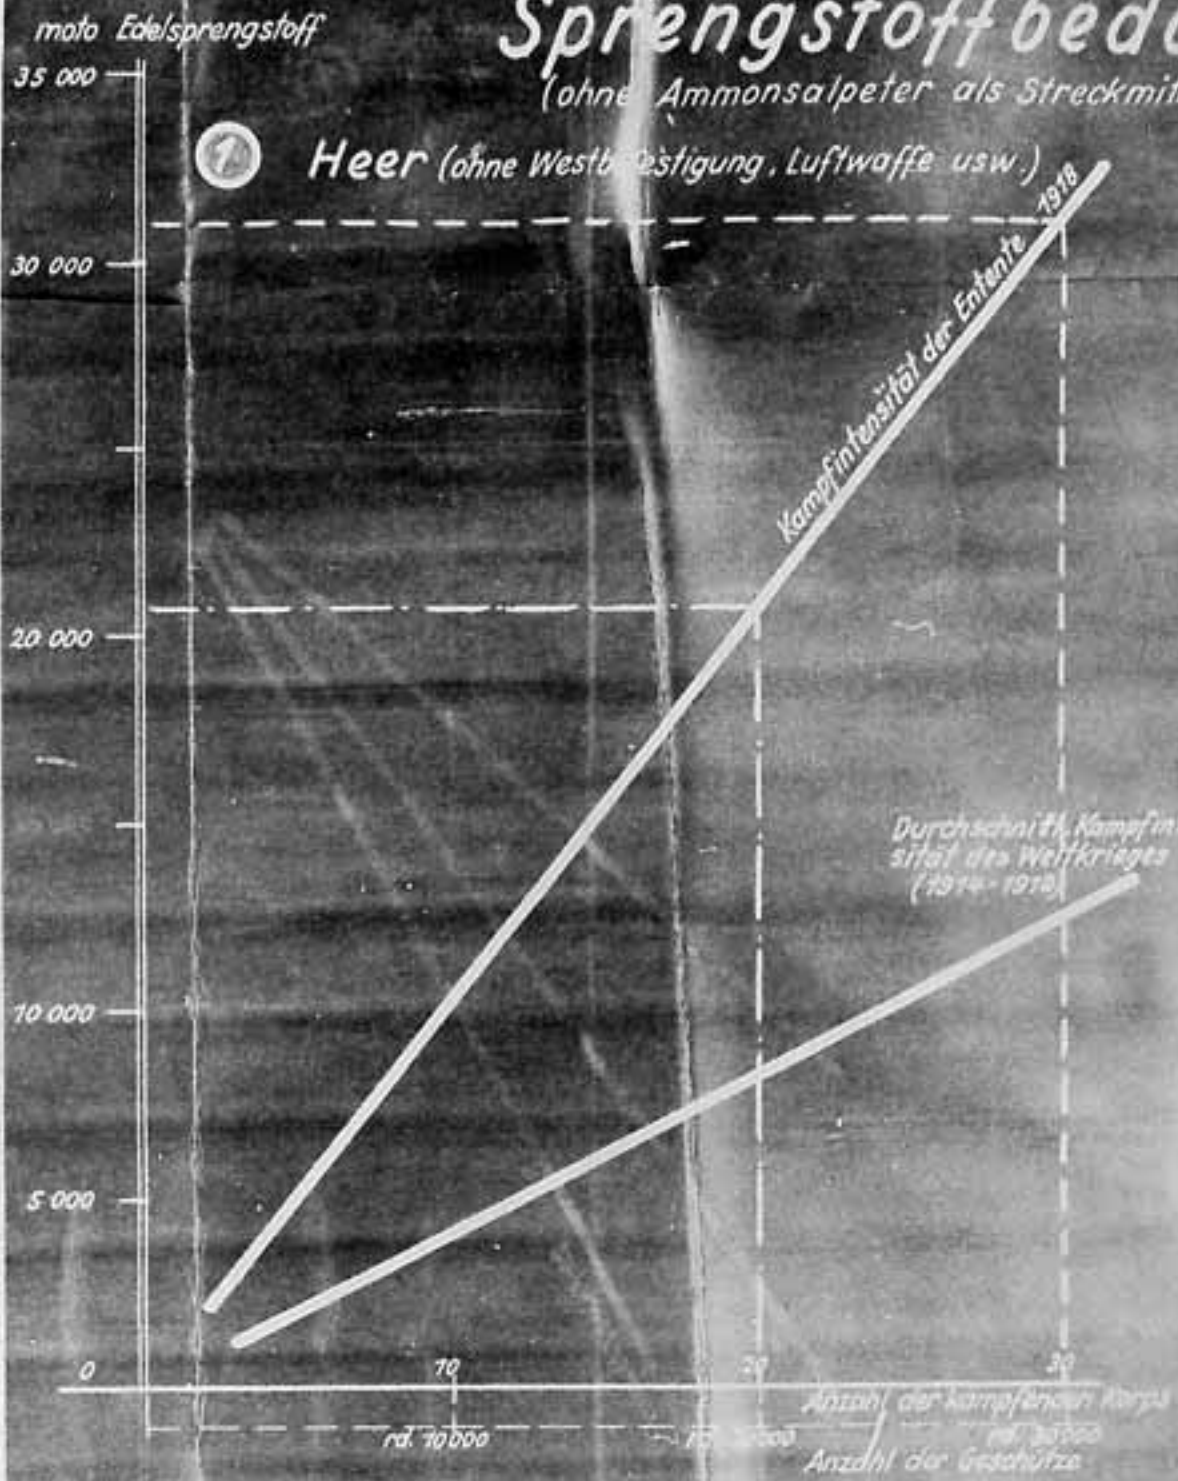 moto Edelsprengstoff
Sprengstoffbeda
(ohne Ammonsalpeter als Streckmit
35 000
1
Heer (ohne Westbefestigung, Luftwaffe usw.)
1918
30 000
Kampfintensität der Entente
20 000
Durchschnittl. Kampfin
sität des Weltkrieges
(1914-1918)
10 000
5 000
0
10
20
30
Anzahl der kämpfenden Korps
rd. 10000
rd. 30000
Anzahl der Geschütze